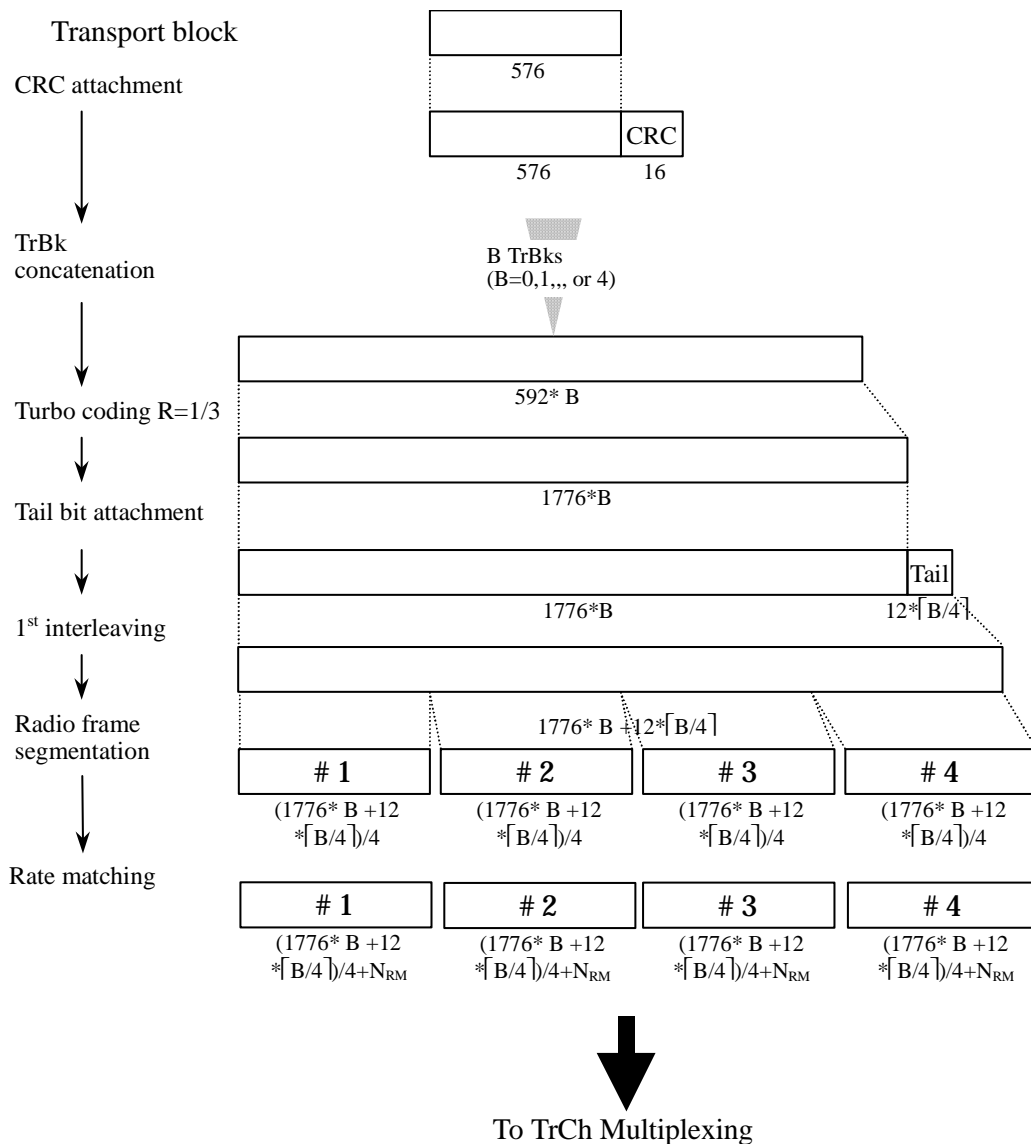 Transport block
576
CRC attachment
CRC
576
16
TrBk
concatenation
B TrBks
(B=0,1,,, or 4)
592* B
Turbo coding R=1/3
1776*B
Tail bit attachment
Tail
1776*B
12*⌈B/4⌉
1st interleaving
Radio frame
segmentation
1776* B +12*⌈B/4⌉
# 1
# 2
# 3
# 4
(1776* B +12
*⌈B/4⌉)/4
(1776* B +12
*⌈B/4⌉)/4
(1776* B +12
*⌈B/4⌉)/4
(1776* B +12
*⌈B/4⌉)/4
Rate matching
# 1
# 2
# 3
# 4
(1776* B +12
*⌈B/4⌉)/4+NRM
(1776* B +12
*⌈B/4⌉)/4+NRM
(1776* B +12
*⌈B/4⌉)/4+NRM
(1776* B +12
*⌈B/4⌉)/4+NRM
To TrCh Multiplexing